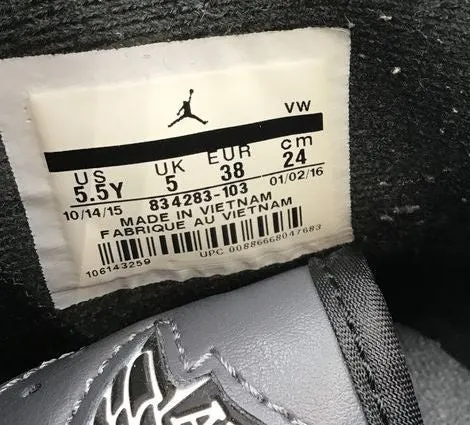 VW
US UK EUR cm
5.5Y 5 38 24
10/14/15 834283-103 01/02/16
MADE IN VIETNAM
FABRIQUE AU VIETNAM
106143259 UPC 00886668047683